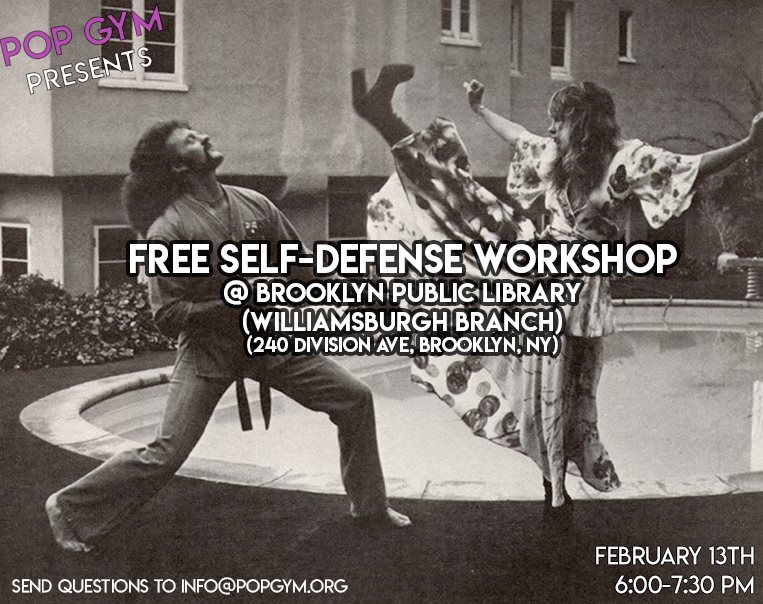 POP GYM
PRESENTS
FREE SELF-DEFENSE WORKSHOP
@ BROOKLYN PUBLIC LIBRARY
(WILLIAMSBURGH BRANCH)
(240 DIVISION AVE, BROOKLYN, NY)
FEBRUARY 13TH
6:00-7:30 PM
SEND QUESTIONS TO INFO@POPGYM.ORG